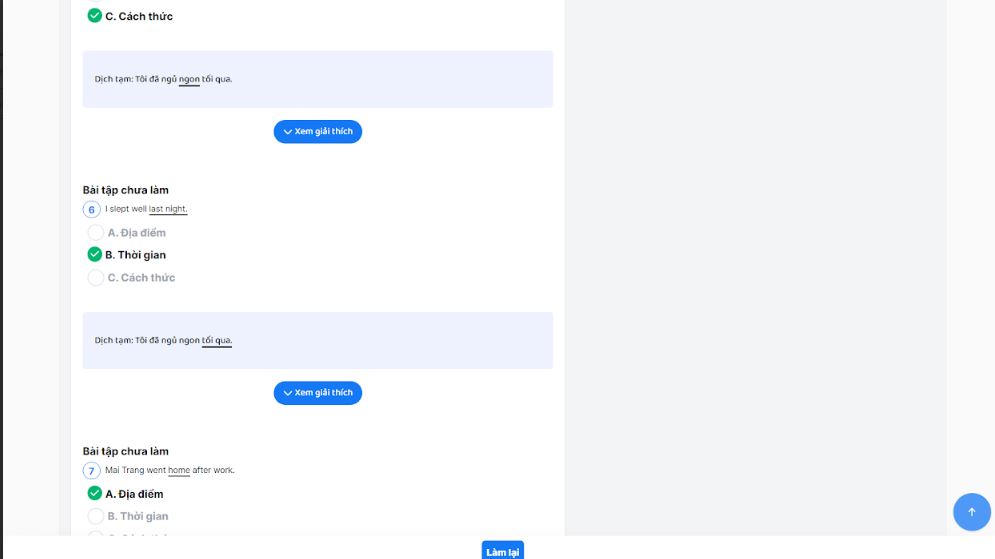 C. Cách thức
Dịch tạm: Tôi đã ngủ ngon tối qua.
Xem giải thích
Bài tập chưa làm
6 I slept well last night.
A. Địa điểm
B. Thời gian
C. Cách thức
Dịch tạm: Tôi đã ngủ ngon tối qua.
Xem giải thích
Bài tập chưa làm
7 Mai Trang went home after work.
A. Địa điểm
B. Thời gian
Làm lại